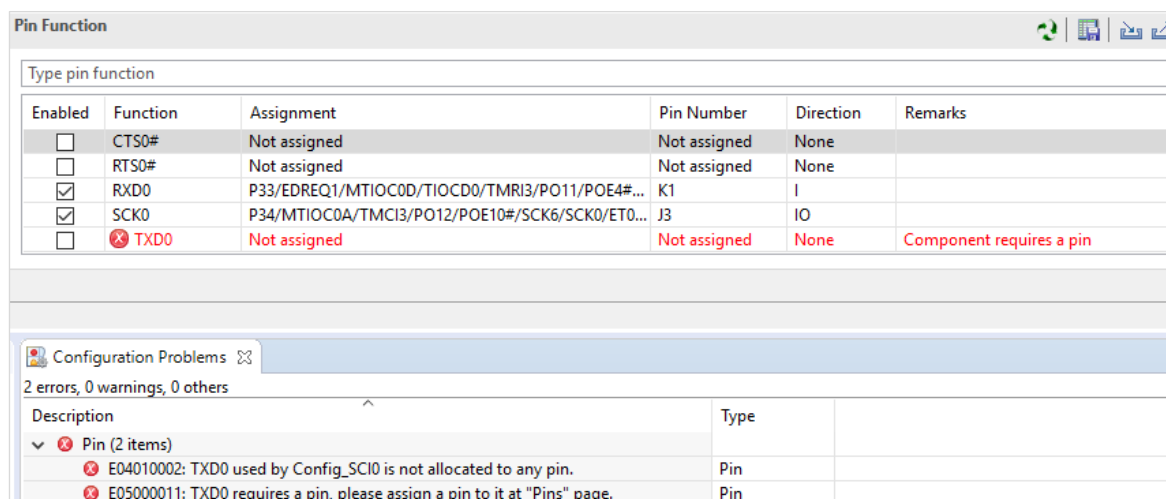 Pin Function
Type pin function
Enabled Function Assignment Pin Number Direction Remarks
CTS0# Not assigned Not assigned None
RTS0# Not assigned Not assigned None
RXD0 P33/EDREQ1/MTIOC0D/TIOCD0/TMRI3/PO11/POE4#... K1 I
SCK0 P34/MTIOC0A/TMCI3/PO12/POE10#/SCK6/SCK0/ET0... J3 IO
TXD0 Not assigned Not assigned None Component requires a pin
Configuration Problems
2 errors, 0 warnings, 0 others
Description Type
Pin (2 items)
E04010002: TXD0 used by Config_SCI0 is not allocated to any pin. Pin
E05000011: TXD0 requires a pin, please assign a pin to it at "Pins" page. Pin